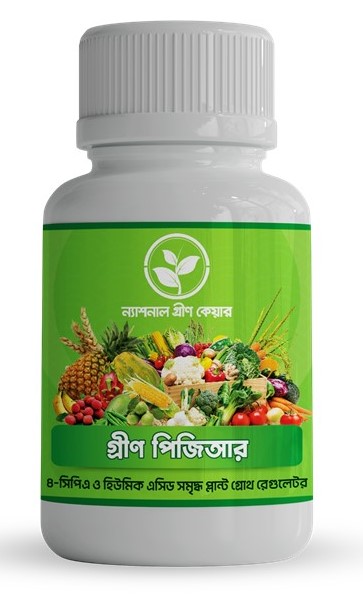 ন্যাশনাল গ্রীণ কেয়ার
গ্রীণ পিজিআর
৪-সিপিএ ও হিউমিক এসিড সমৃদ্ধ প্লান্ট গ্রোথ রেগুলেটর